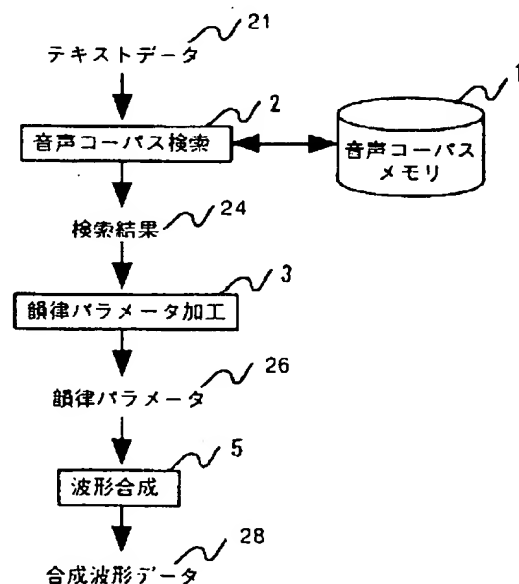 21
テキストデータ
2
1
音声コーパス検索
音声コーパス
メモリ
24
検索結果
3
韻律パラメータ加工
26
韻律パラメータ
5
波形合成
28
合成波形データ